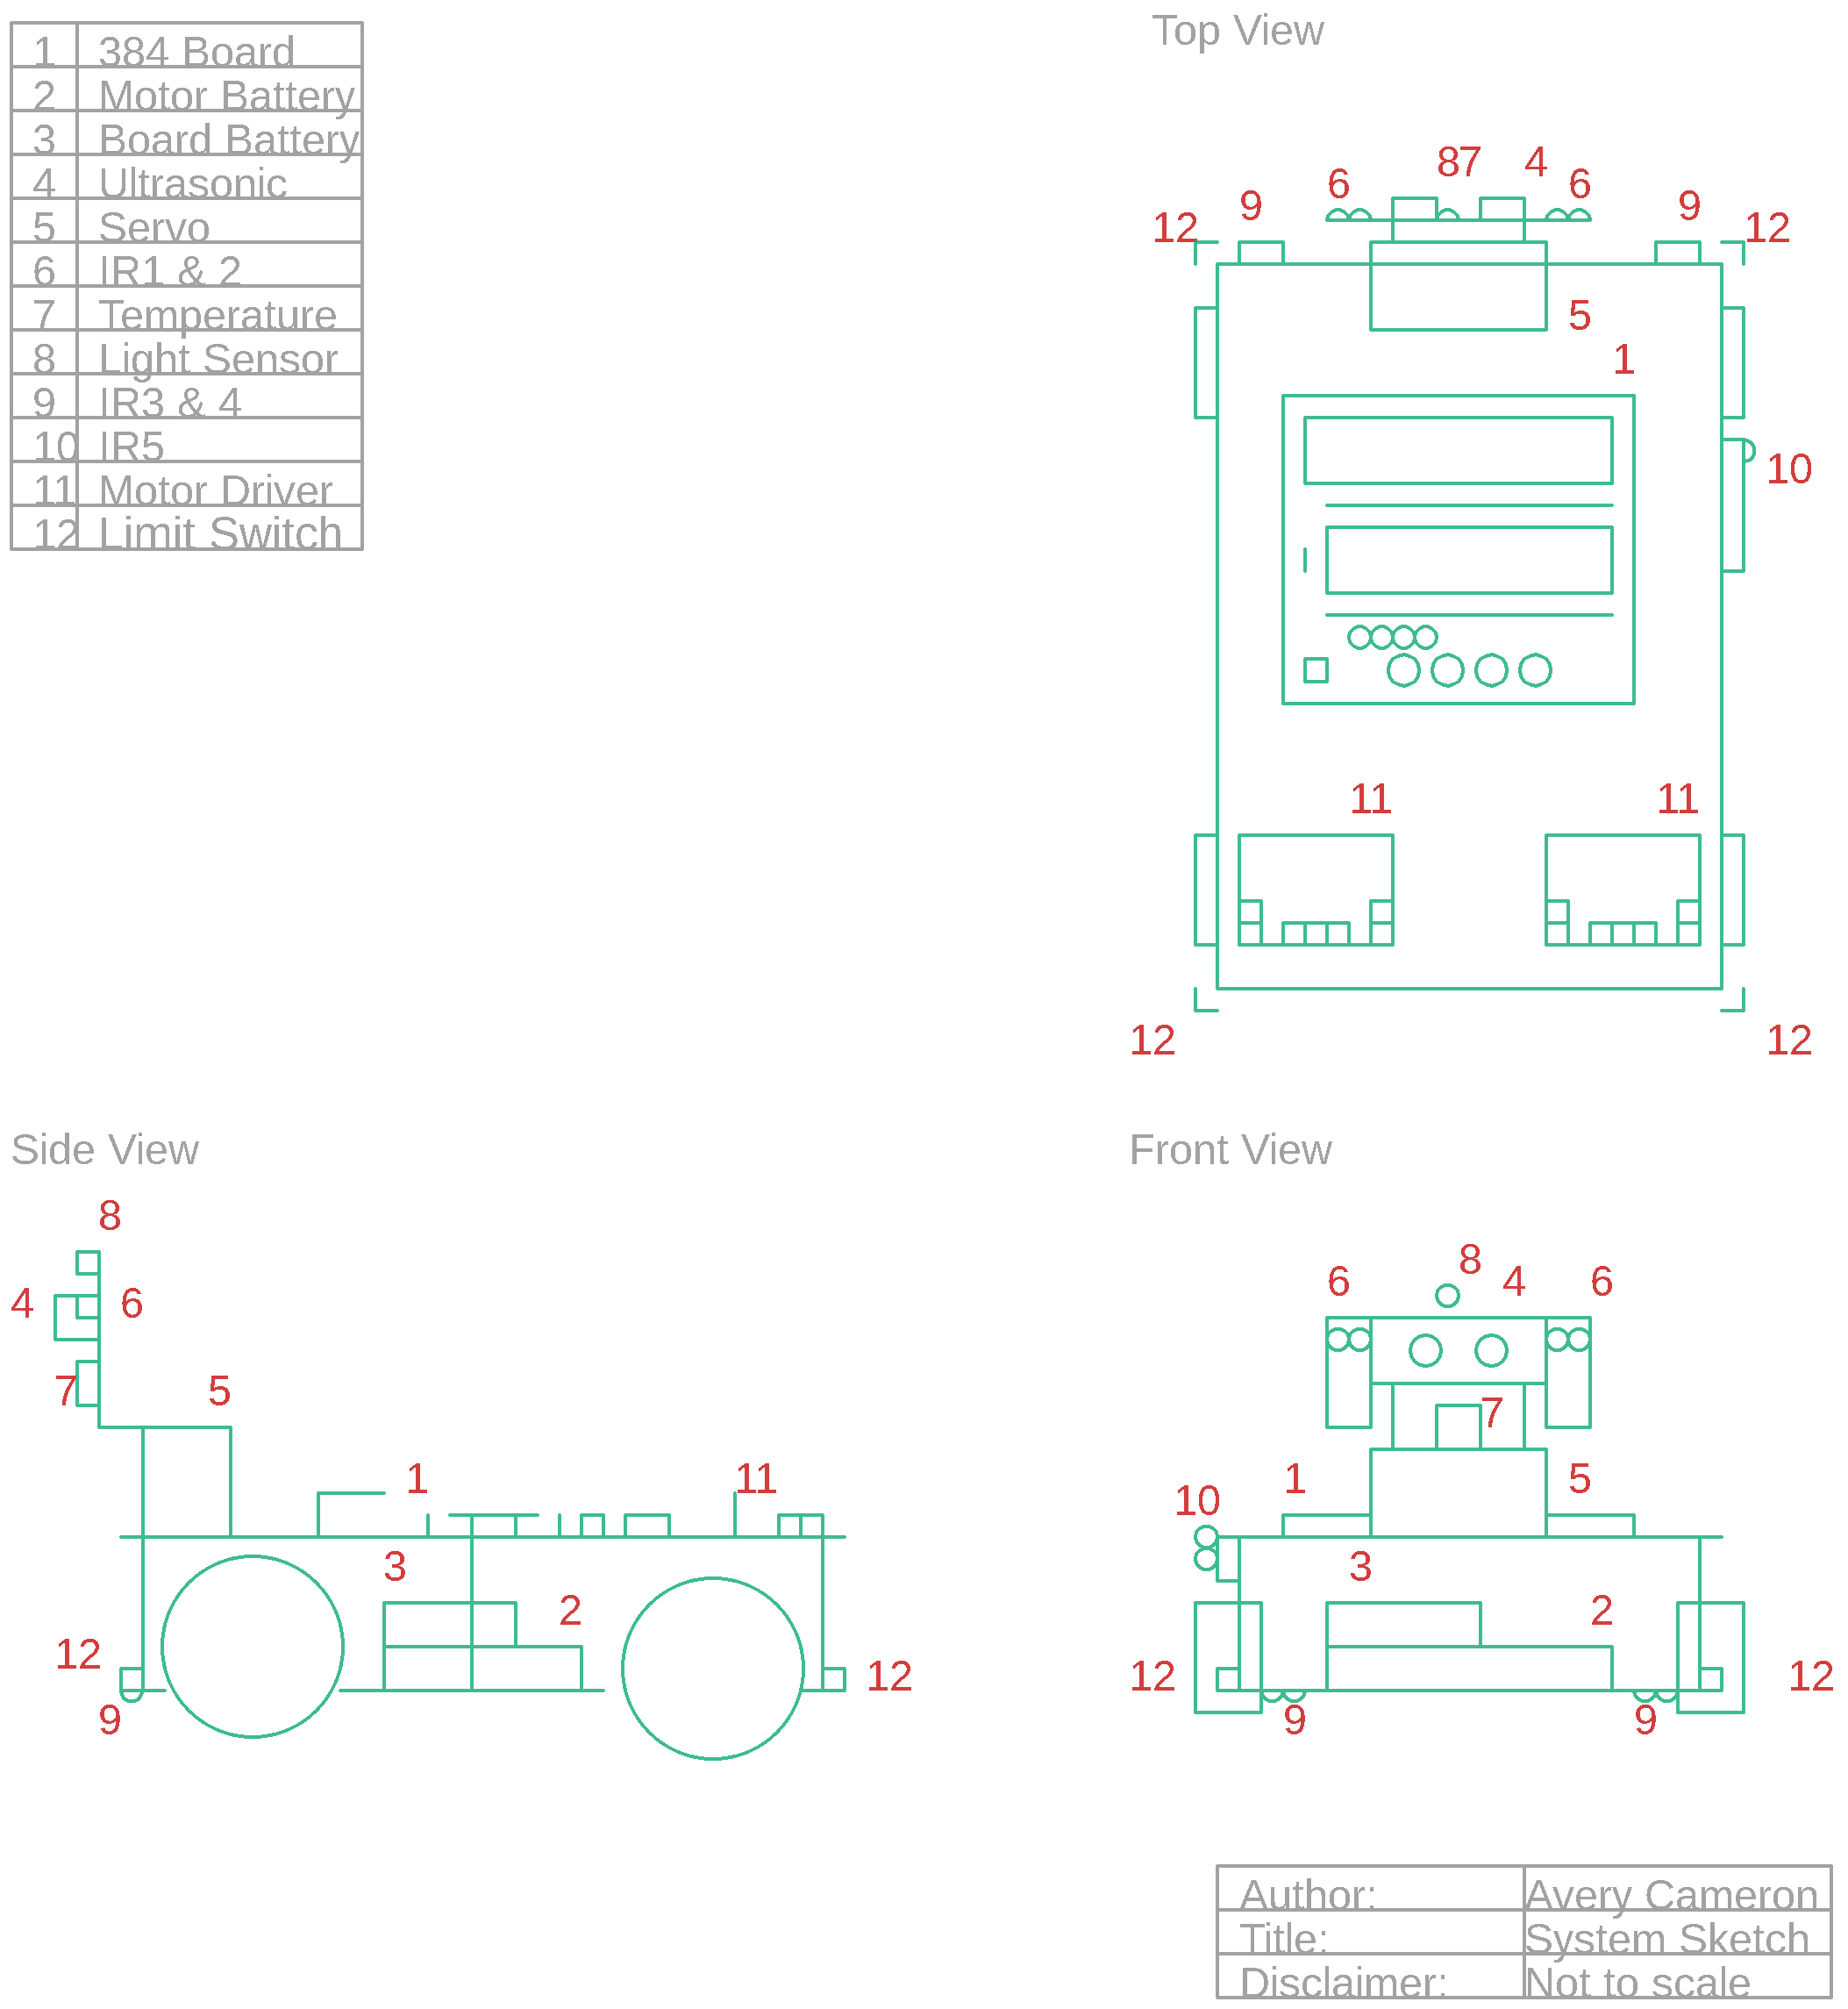 Top View
1 384 Board
2 Motor Battery
3 Board Battery
4 Ultrasonic
5 Servo
6 IR1 & 2
7 Temperature
8 Light Sensor
9 IR3 & 4
10 IR5
11 Motor Driver
12 Limit Switch
87 4
6 6
9 9
12 12
5
1
10
11 11
12 12
Side View
8
4 6
7 5
1 11
3
2
12 12
9
Front View
8
6 4 6
7
1 5
10
3
2
12 12
9 9
Author: Avery Cameron
Title: System Sketch
Disclaimer: Not to scale